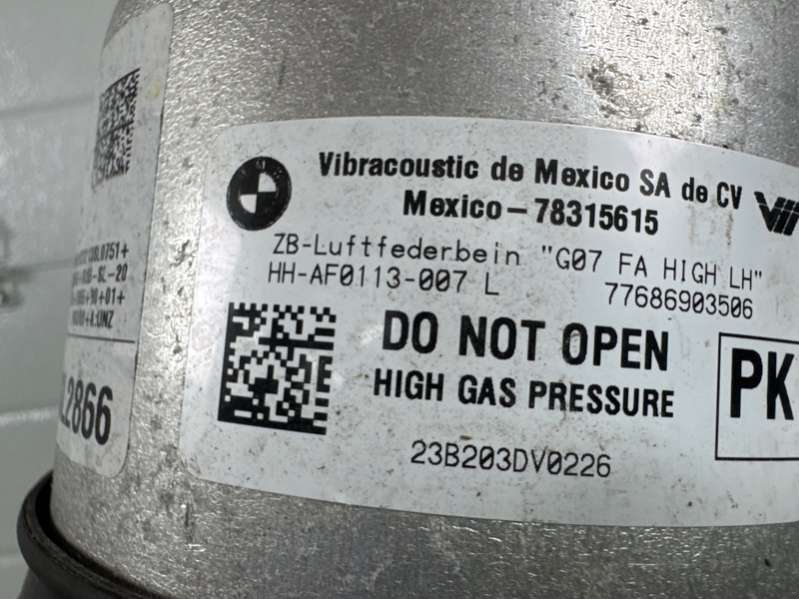 Vibracoustic de Mexico SA de CV
Mexico-78315615
ZB-Luftfederbein "G07 FA HIGH LH"
HH-AF0113-007 L 77686903506
DO NOT OPEN
HIGH GAS PRESSURE
PK
23B203DV0226
2866